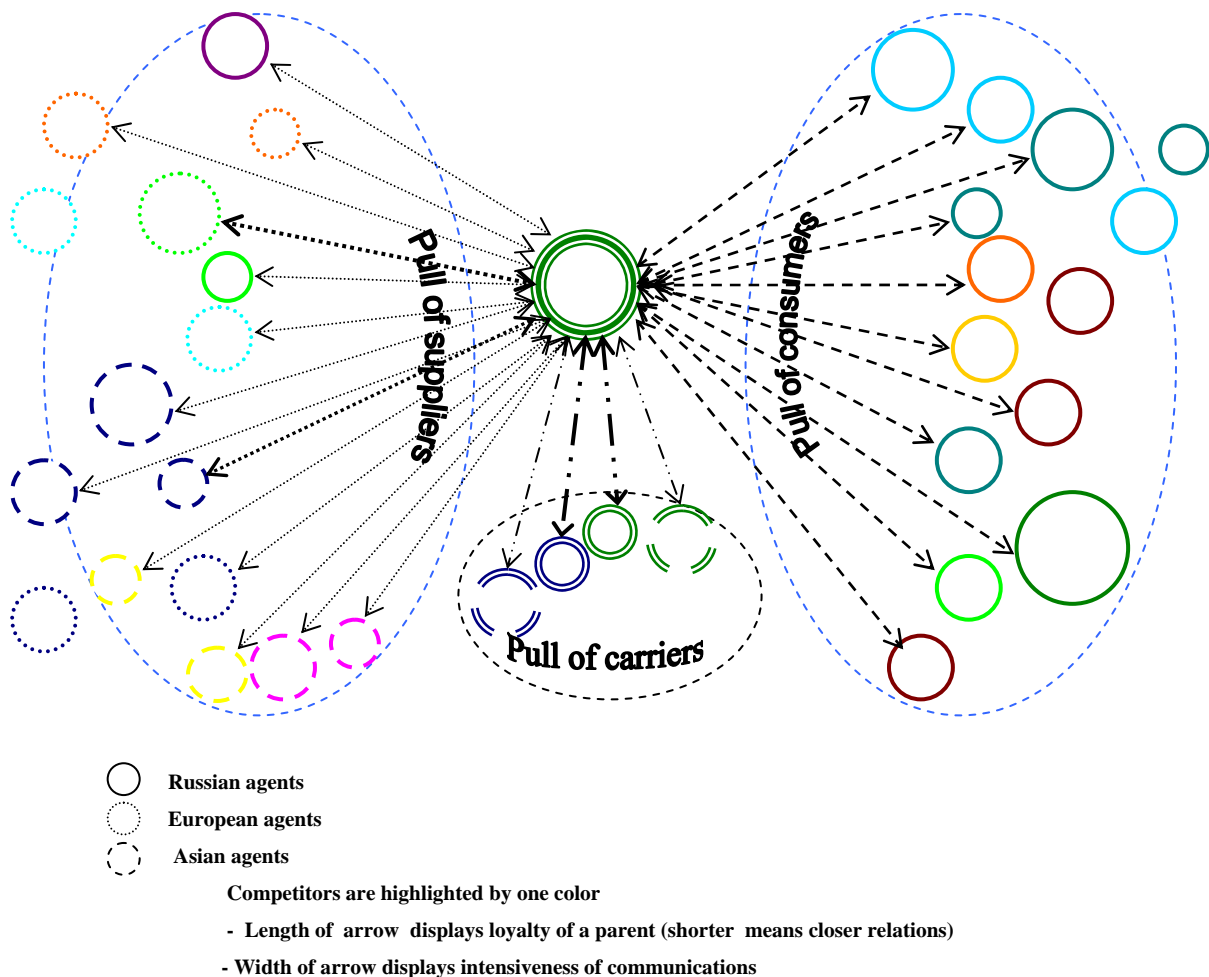 Pull of suppliers
Pull of consumers
Pull of carriers
Russian agents
European agents
Asian agents
Competitors are highlighted by one color
- Length of arrow displays loyalty of a parent (shorter means closer relations)
- Width of arrow displays intensiveness of communications